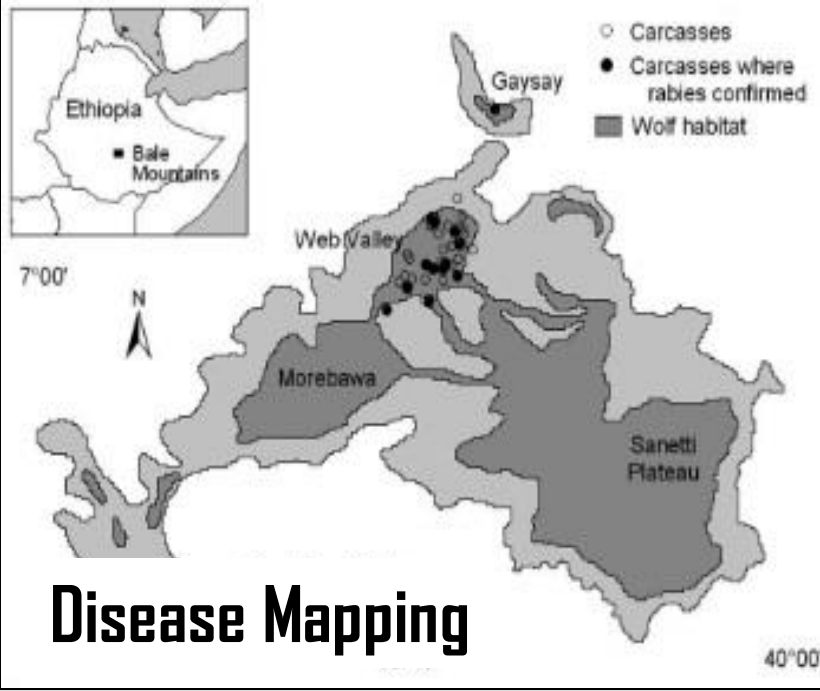 Carcasses
Carcasses where
rabies confirmed
Wolf habitat
Gaysay
Ethiopia
Bale
Mountains
Web Valley
7°00'
N
Morebawa
Sanetti
Plateau
Disease Mapping
40°00'